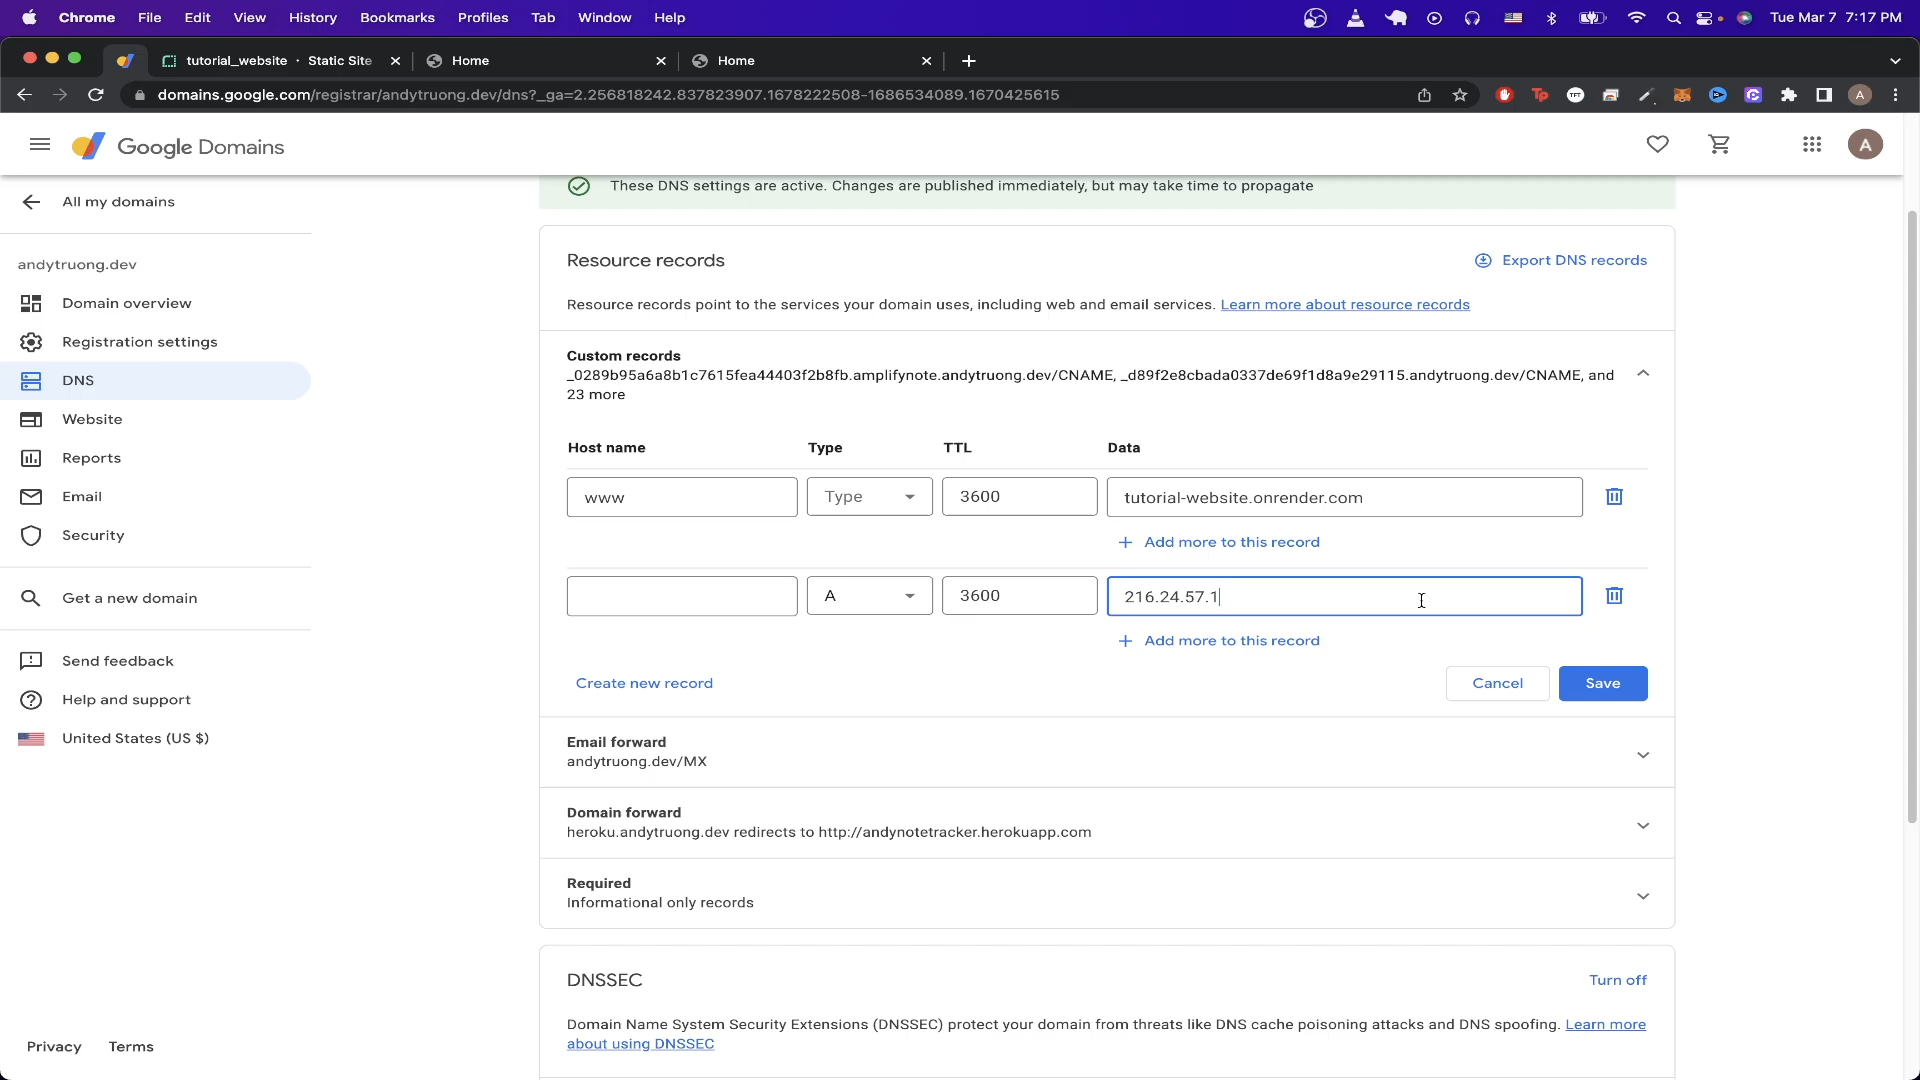 Chrome File Edit View History Bookmarks Profiles Tab Window Help Tue Mar 7 7:17 PM
tutorial_website · Static Site Home Home
domains.google.com/registrar/andytruong.dev/dns?_ga=2.256818242.837823907.1678222508-1686534089.1670425615
Google Domains
A
All my domains
andytruong.dev
Domain overview
Registration settings
DNS
Website
Reports
Email
Security
Get a new domain
Send feedback
Help and support
United States (US $)
Privacy Terms
These DNS settings are active. Changes are published immediately, but may take time to propagate
Resource records
Export DNS records
Resource records point to the services your domain uses, including web and email services. Learn more about resource records
Custom records
_0289b95a6a8b1c7615fea44403f2b8fb.amplifynote.andytruong.dev/CNAME, _d89f2e8cbada0337de69f1d8a9e29115.andytruong.dev/CNAME, and
23 more
Host name Type TTL Data
www Type 3600 tutorial-website.onrender.com
+ Add more to this record
A 3600 216.24.57.1
+ Add more to this record
Create new record Cancel Save
Email forward
andytruong.dev/MX
Domain forward
heroku.andytruong.dev redirects to http://andynotetracker.herokuapp.com
Required
Informational only records
DNSSEC
Turn off
Domain Name System Security Extensions (DNSSEC) protect your domain from threats like DNS cache poisoning attacks and DNS spoofing. Learn more
about using DNSSEC